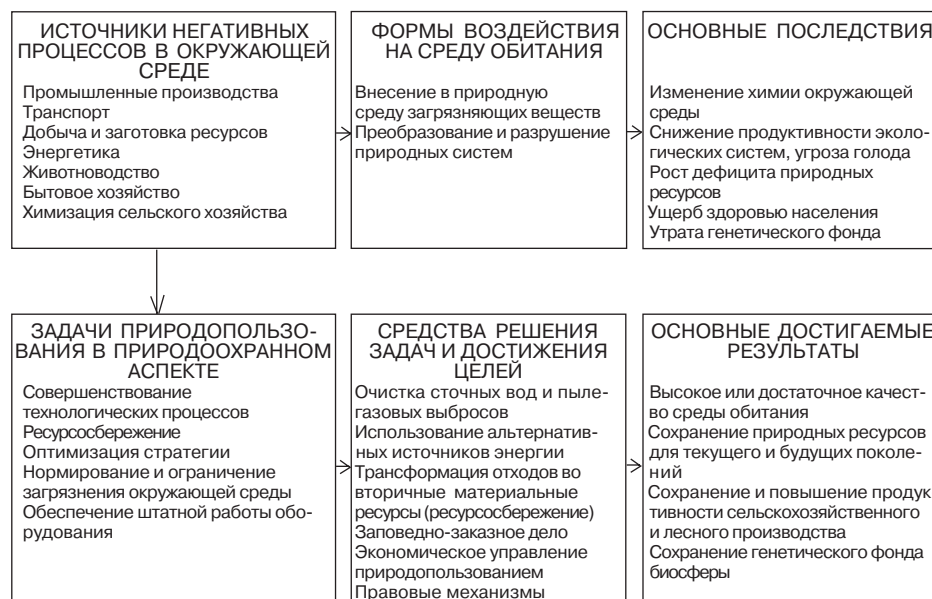 ИСТОЧНИКИ НЕГАТИВНЫХ
ПРОЦЕССОВ В ОКРУЖАЮЩЕЙ
СРЕДЕ
Промышленные производства
Транспорт
Добыча и заготовка ресурсов
Энергетика
Животноводство
Бытовое хозяйство
Химизация сельского хозяйства
ФОРМЫ ВОЗДЕЙСТВИЯ
НА СРЕДУ ОБИТАНИЯ
Внесение в природную
среду загрязняющих веществ
Преобразование и разрушение
природных систем
ОСНОВНЫЕ ПОСЛЕДСТВИЯ
Изменение химии окружающей
среды
Снижение продуктивности эколо-
гических систем, угроза голода
Рост дефицита природных
ресурсов
Ущерб здоровью населения
Утрата генетического фонда
ЗАДАЧИ ПРИРОДОПОЛЬЗО-
ВАНИЯ В ПРИРОДООХРАННОМ
АСПЕКТЕ
Совершенствование
технологических процессов
Ресурсосбережение
Оптимизация стратегии
Нормирование и ограничение
загрязнения окружающей среды
Обеспечение штатной работы обо-
рудования
СРЕДСТВА РЕШЕНИЯ
ЗАДАЧ И ДОСТИЖЕНИЯ
ЦЕЛЕЙ
Очистка сточных вод и пыле-
газовых выбросов
Использование альтернатив-
ных источников энергии
Трансформация отходов во
вторичные материальные
ресурсы (ресурсосбережение)
Заповедно-заказное дело
Экономическое управление
природопользованием
Правовые механизмы
ОСНОВНЫЕ ДОСТИГАЕМЫЕ
РЕЗУЛЬТАТЫ
Высокое или достаточное качест-
во среды обитания
Сохранение природных ресурсов
для текущего и будущих поколе-
ний
Сохранение и повышение продук
тивности сельскохозяйственного
и лесного производства
Сохранение генетического фонда
биосферы